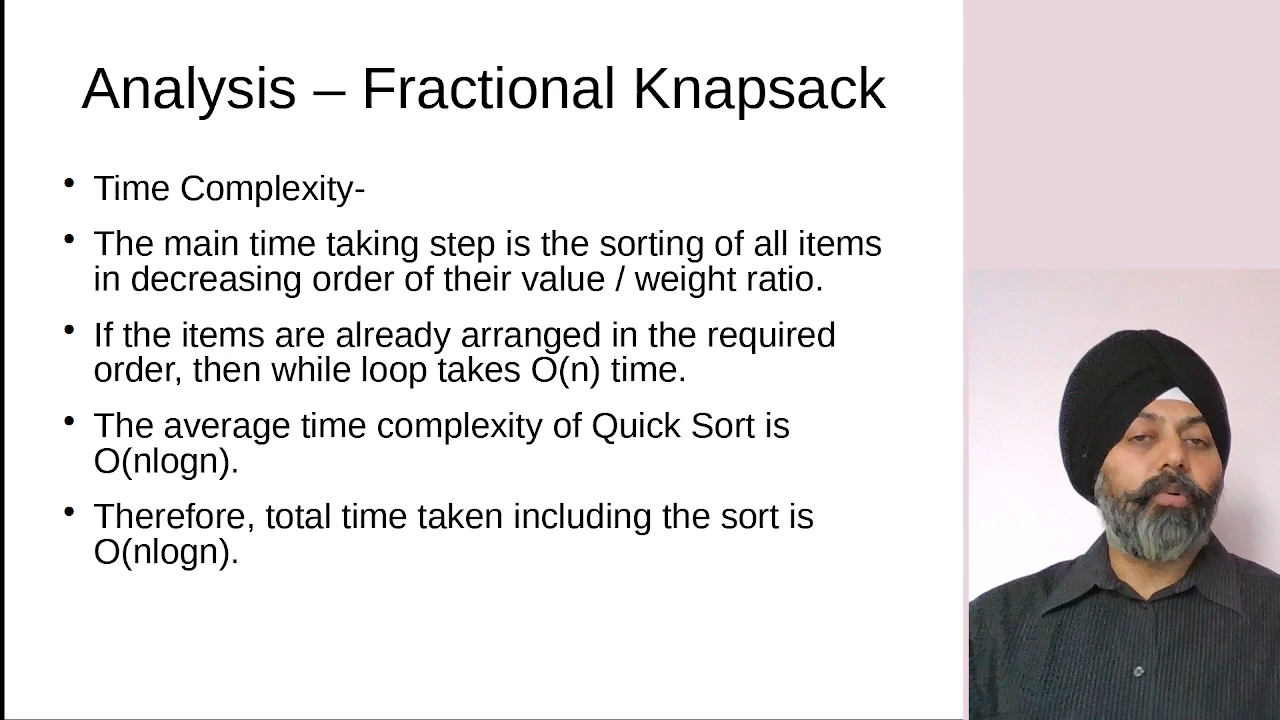 Analysis – Fractional Knapsack
• Time Complexity-
• The main time taking step is the sorting of all items
in decreasing order of their value / weight ratio.
• If the items are already arranged in the required
order, then while loop takes O(n) time.
• The average time complexity of Quick Sort is
O(nlogn).
• Therefore, total time taken including the sort is
O(nlogn).